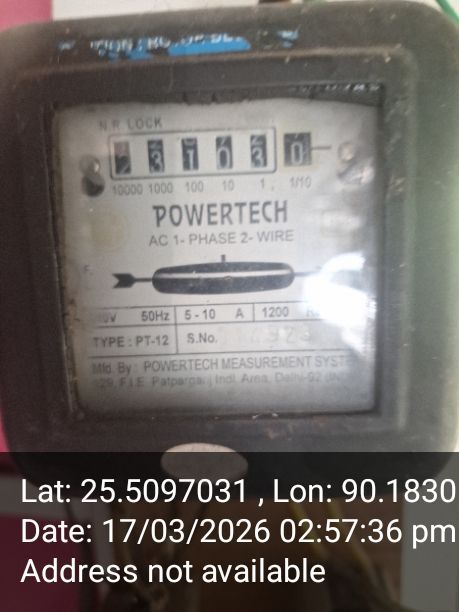 N.R. LOCK
2 3 1 0 3 0
10000 1000 100 10 1 1/10
POWERTECH
AC 1- PHASE 2- WIRE
50Hz 5 - 10 A 1200
TYPE : PT-12 S.No.
Mfd. By : POWERTECH MEASUREMENT SYSTE
F.I.E. Patparganj Indl. Area, Delhi-92
Lat: 25.5097031 , Lon: 90.1830
Date: 17/03/2026 02:57:36 pm
Address not available